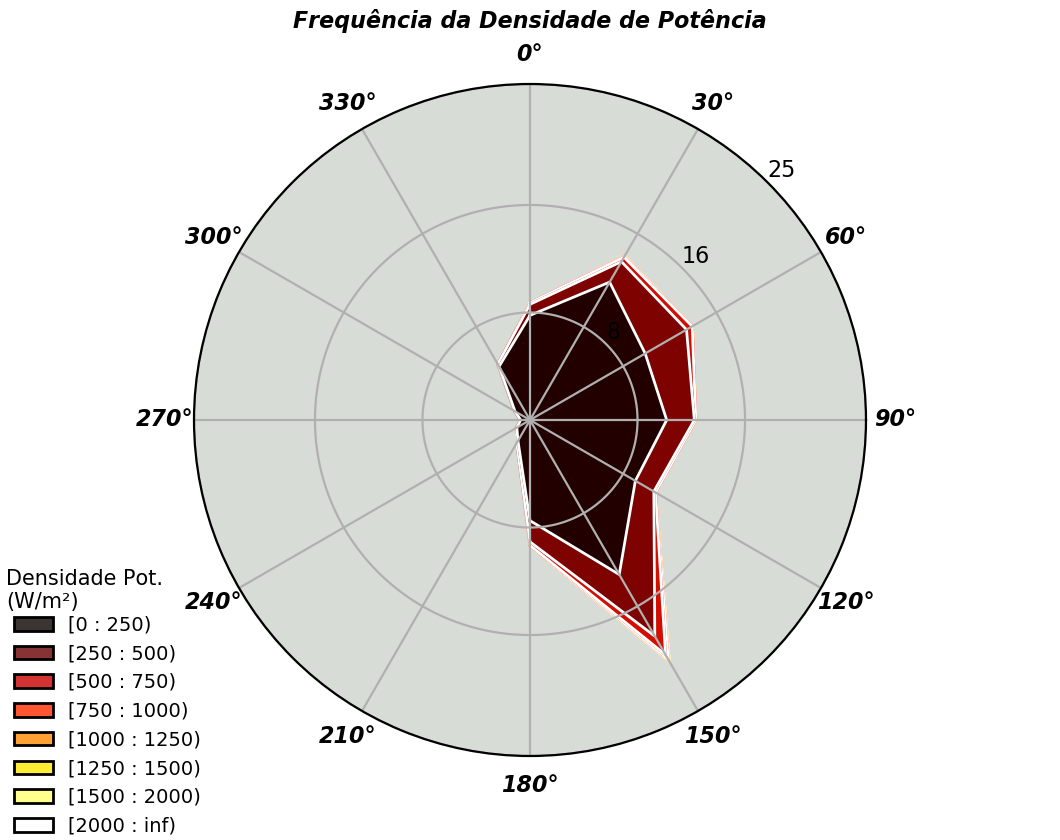 Frequência da Densidade de Potência
0°
330°
30°
25
300°
60°
16
8
270°
90°
240°
120°
210°
150°
180°
Densidade Pot.
(W/m²)
[0 : 250)
[250 : 500)
[500 : 750)
[750 : 1000)
[1000 : 1250)
[1250 : 1500)
[1500 : 2000)
[2000 : inf)